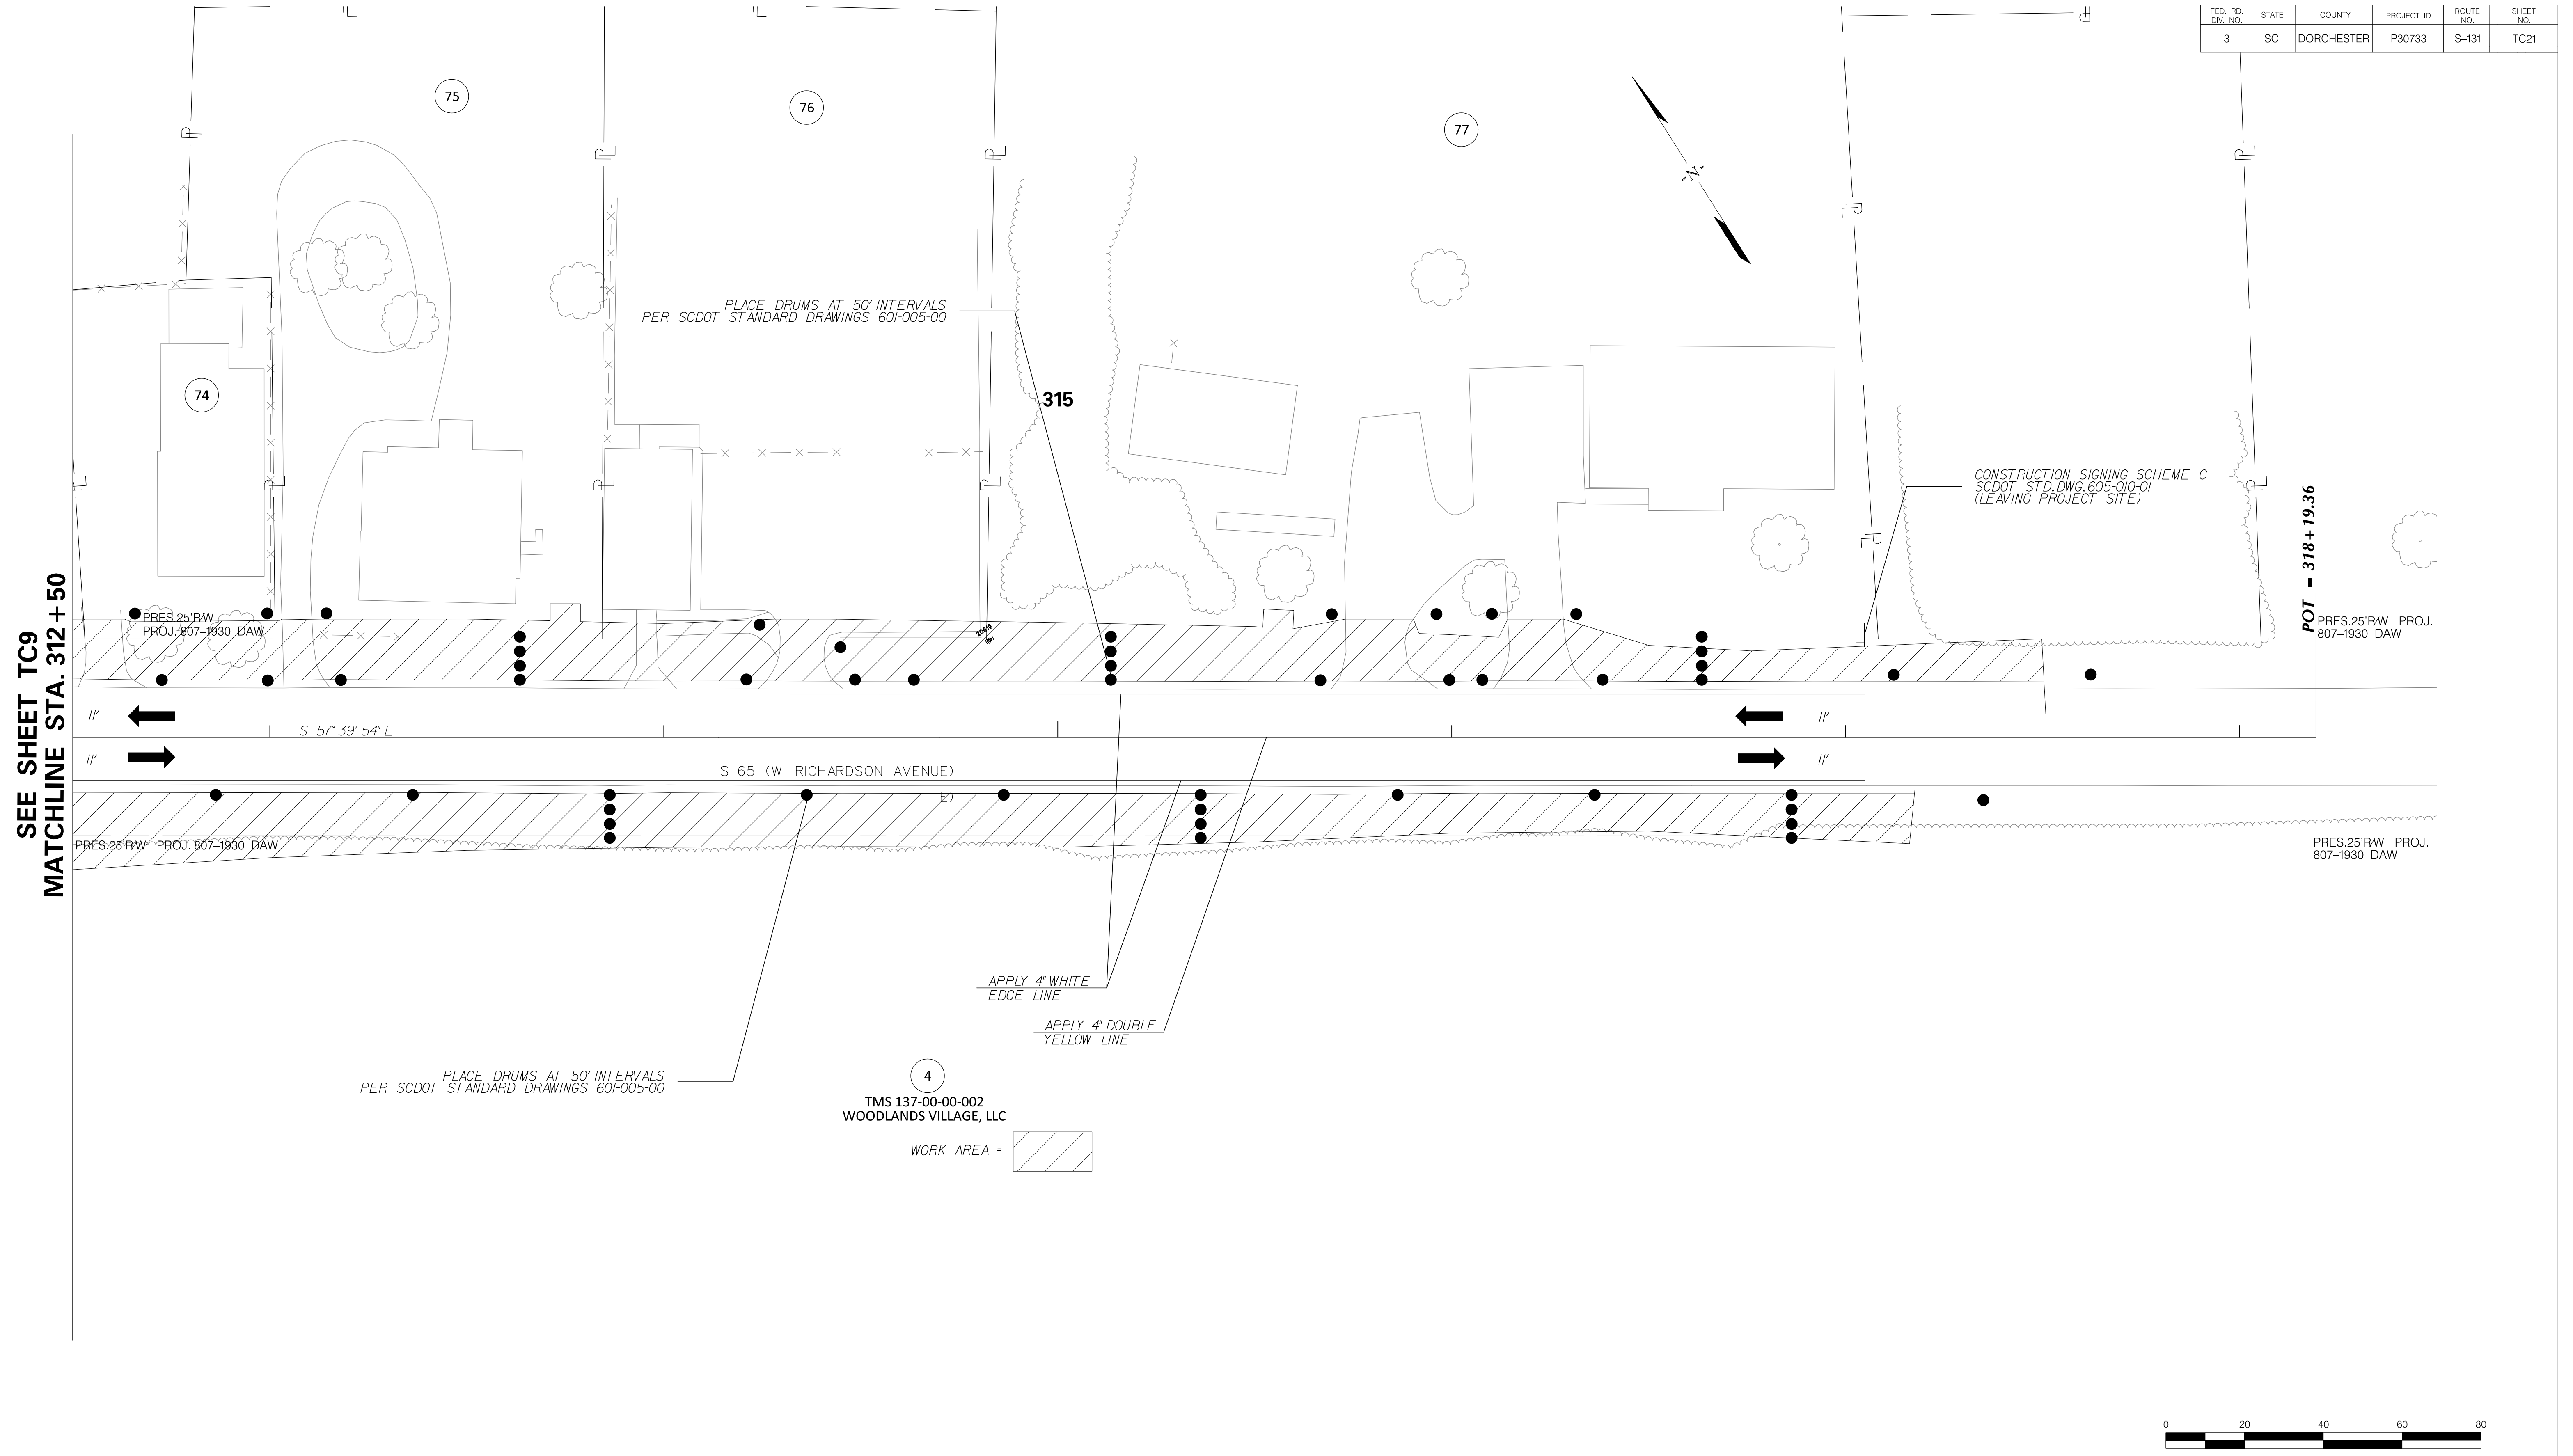 FED. RD. DIV. NO.
STATE
COUNTY
PROJECT ID
ROUTE NO.
SHEET NO.
3
SC
DORCHESTER
P30733
S-131
TC21
75
76
77
-N-
PLACE DRUMS AT 50' INTERVALS
PER SCDOT STANDARD DRAWINGS 601-005-00
74
315
CONSTRUCTION SIGNING SCHEME C
SCDOT STD. DWG. 605-010-01
(LEAVING PROJECT SITE)
POT = 318+19.36
SEE SHEET TC9
MATCHLINE STA. 312+50
PRES. 25' R/W
PROJ. 807-1930 DAW
PRES. 25' R/W PROJ.
807-1930 DAW
11'
11'
S 57° 39' 54" E
11'
11'
S-65 (W RICHARDSON AVENUE)
E)
PRES. 25' R/W PROJ. 807-1930 DAW
PRES. 25' R/W PROJ.
807-1930 DAW
APPLY 4" WHITE
EDGE LINE
APPLY 4" DOUBLE
YELLOW LINE
PLACE DRUMS AT 50' INTERVALS
PER SCDOT STANDARD DRAWINGS 601-005-00
4
TMS 137-00-00-002
WOODLANDS VILLAGE, LLC
WORK AREA =
0 20 40 60 80